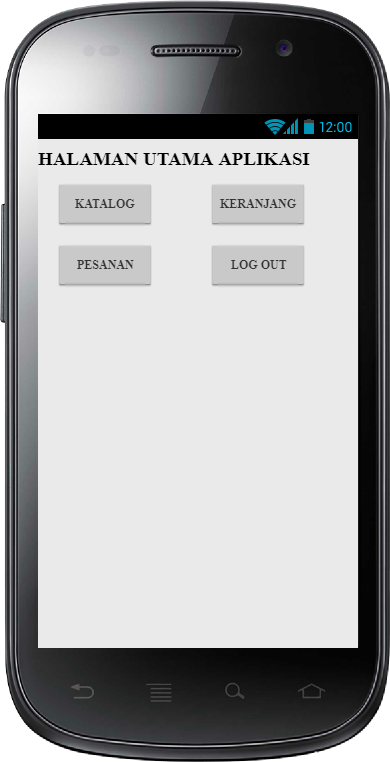 12:00
HALAMAN UTAMA APLIKASI
KATALOG KERANJANG
PESANAN LOG OUT